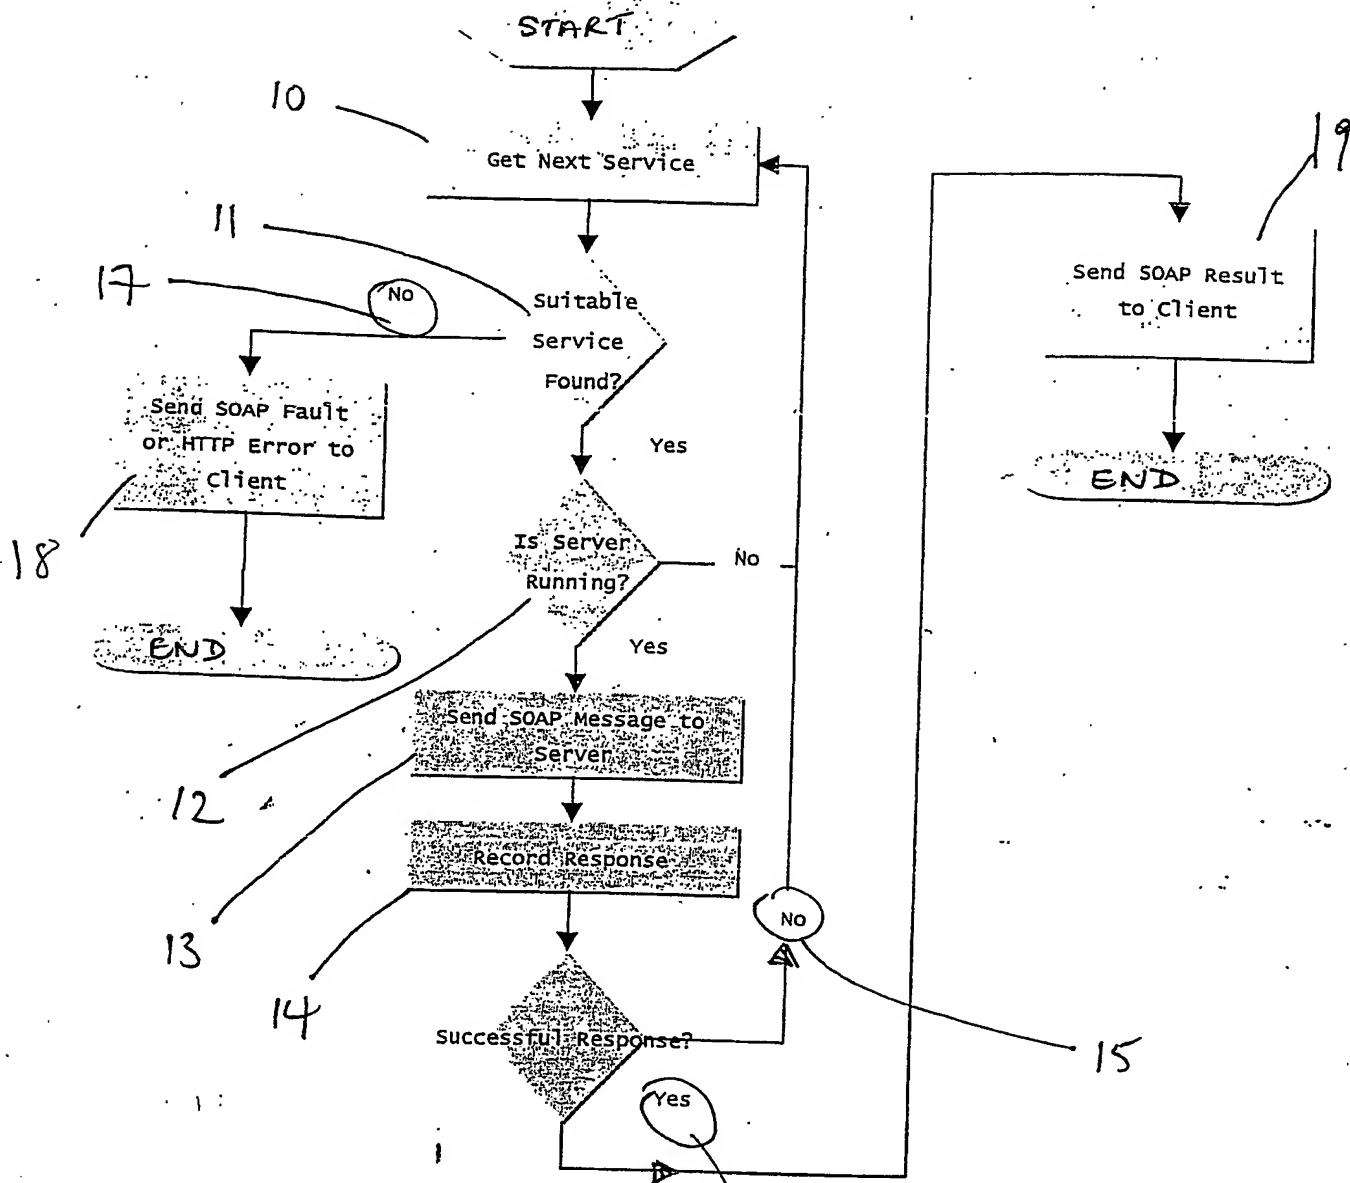 START
10
Get Next Service
19
11
17
No
Suitable
Service
Found?
Send SOAP Result
to Client
Send SOAP Fault
or HTTP Error to
Client
Yes
END
18
Is Server
Running?
No
END
Yes
Send SOAP Message to
Server
12
Record Response
No
13
14
Successful Response?
15
Yes